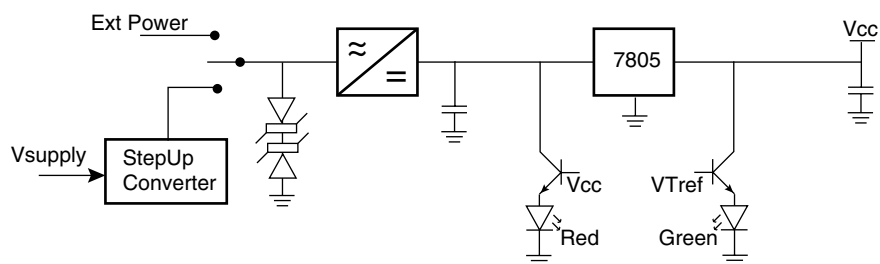 Ext Power
Vcc
7805
Vsupply
StepUp
Converter
Vcc
VTref
Red
Green